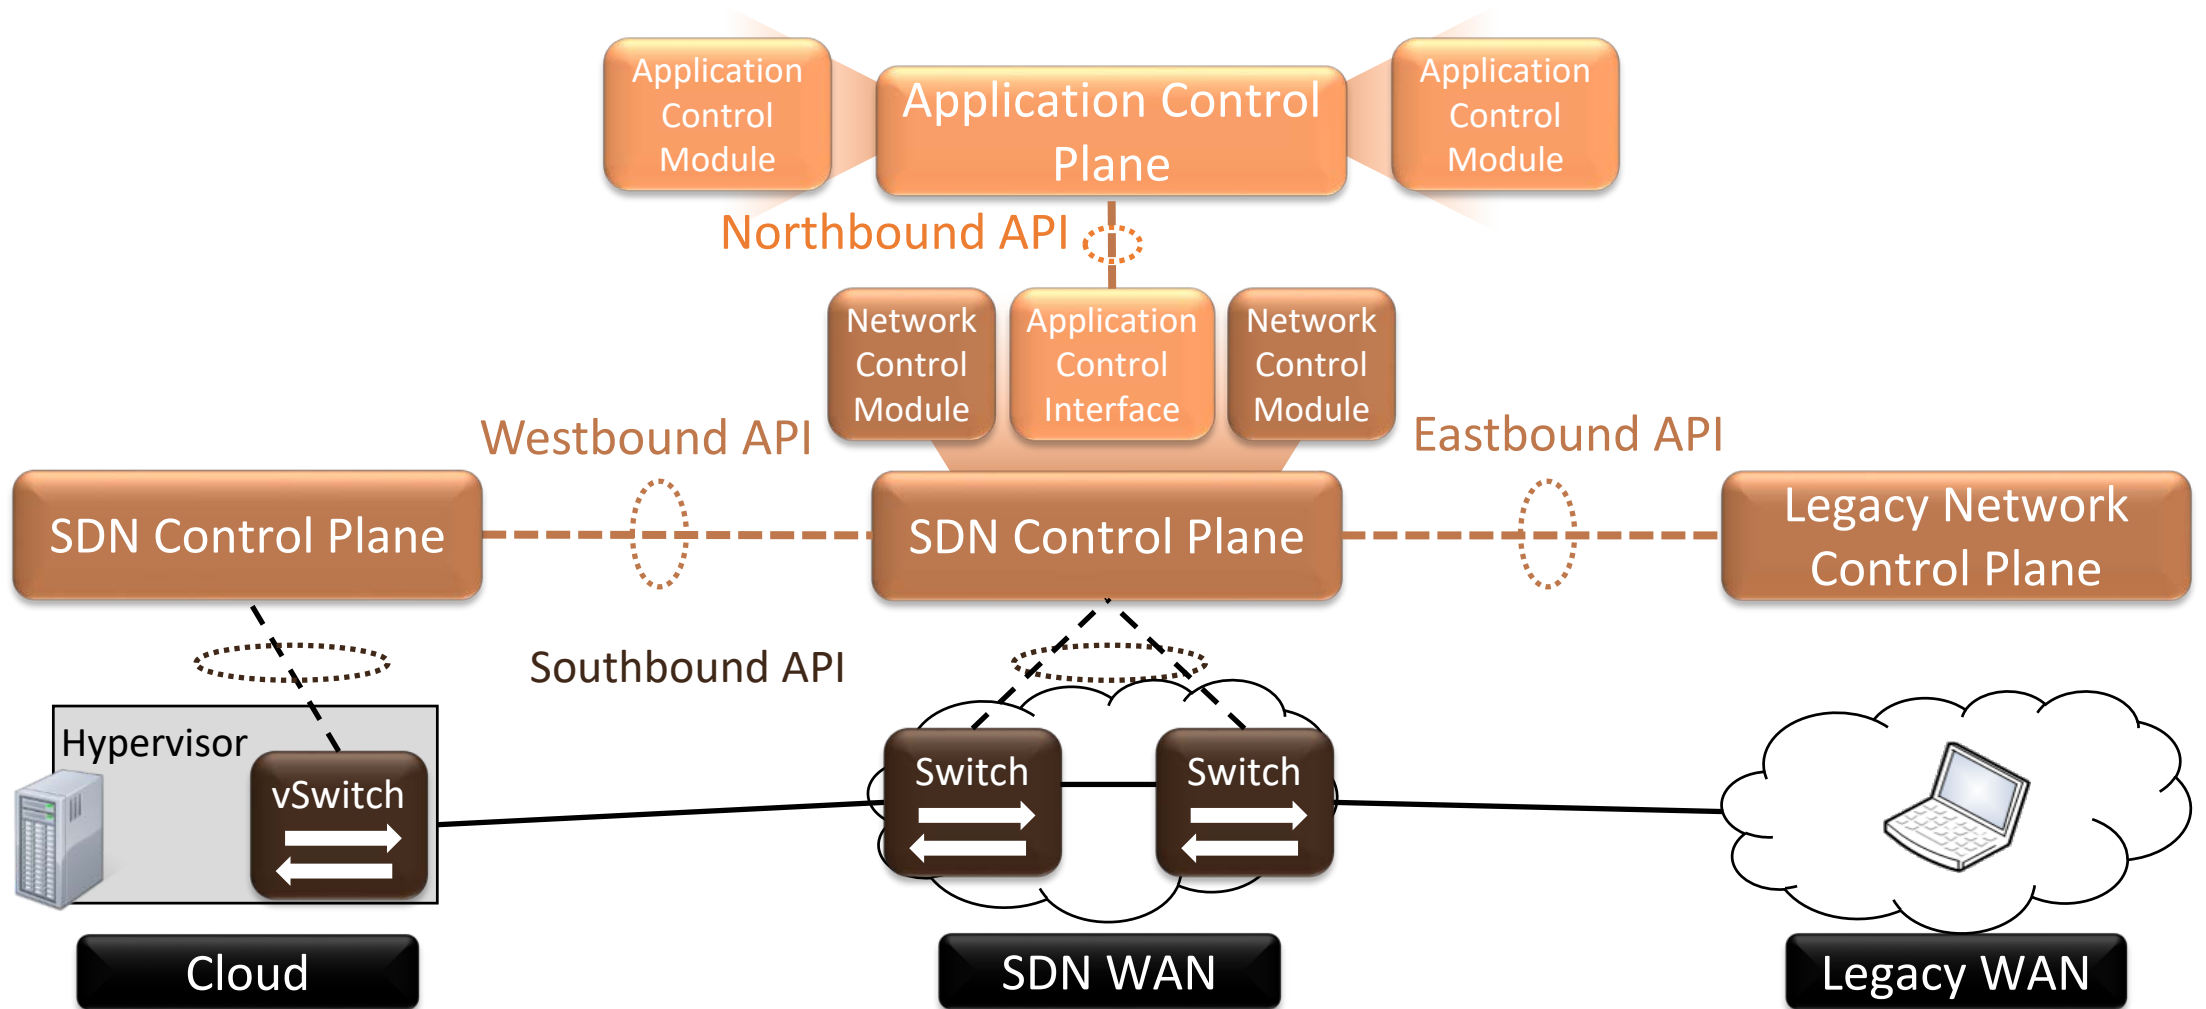 Application
Control
Module
Application Control
Plane
Application
Control
Module
Northbound API
Network
Control
Module
Application
Control
Interface
Network
Control
Module
Westbound API
Eastbound API
SDN Control Plane
SDN Control Plane
Legacy Network
Control Plane
Southbound API
Hypervisor
vSwitch
Switch
Switch
Cloud
SDN WAN
Legacy WAN